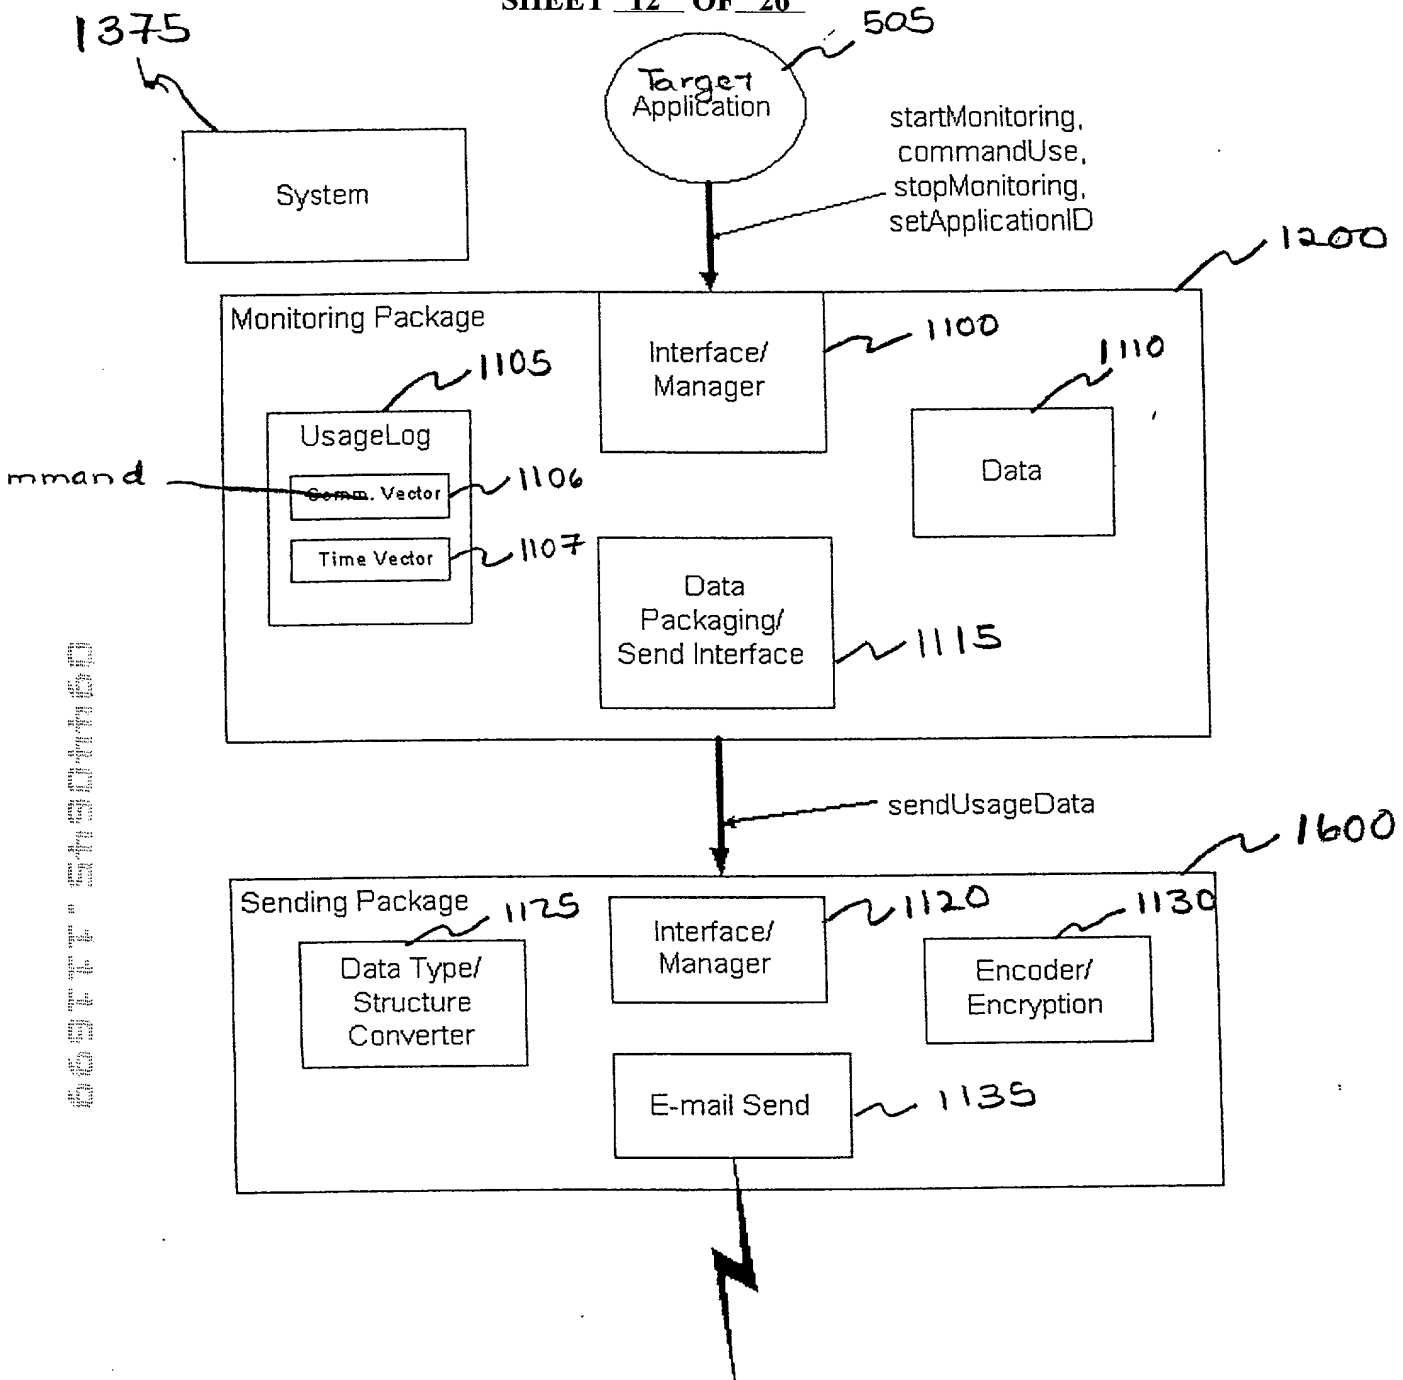 SHEET 12 OF 26
1375
505
Target
Application
startMonitoring,
commandUse,
stopMonitoring,
setApplicationID
System
1200
Monitoring Package
Interface/
Manager
1100
1110
1105
UsageLog
Data
mmand
Comm. Vector
1106
Time Vector
1107
Data
Packaging/
Send Interface
1115
sendUsageData
1600
Sending Package
1125
Interface/
Manager
1120
1130
Data Type/
Structure
Converter
Encoder/
Encryption
E-mail Send
1135